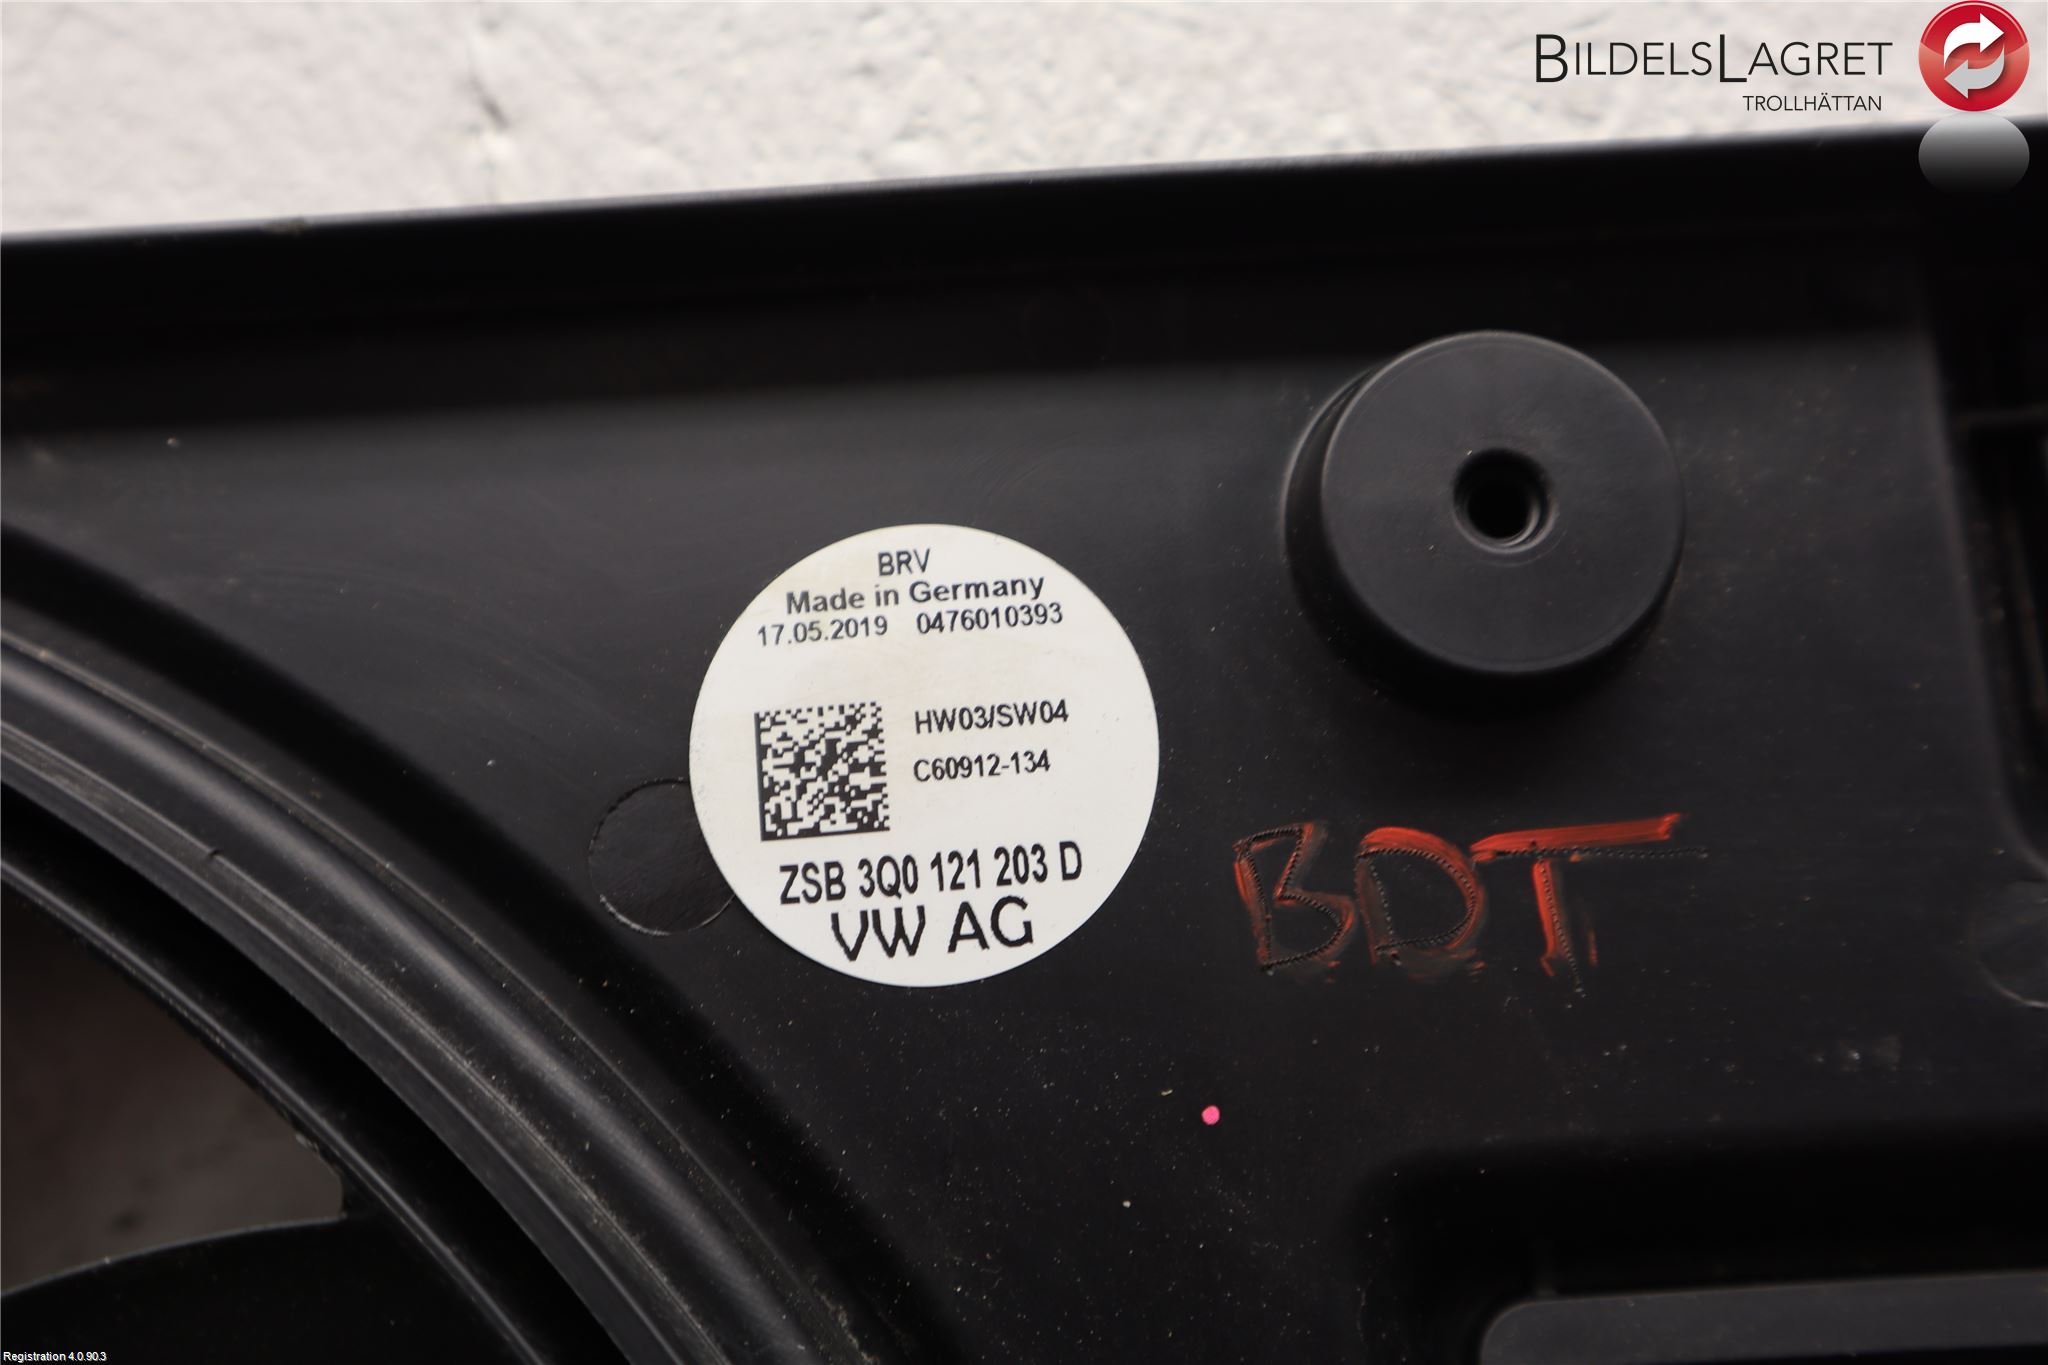 BILDELSLAGRET
TROLLHÄTTAN
BRV
Made in Germany
17.05.2019 0476010393
HW03/SW04
C60912-134
ZSB 3Q0 121 203 D
VW AG
BDT
Registration 4.0.90.3